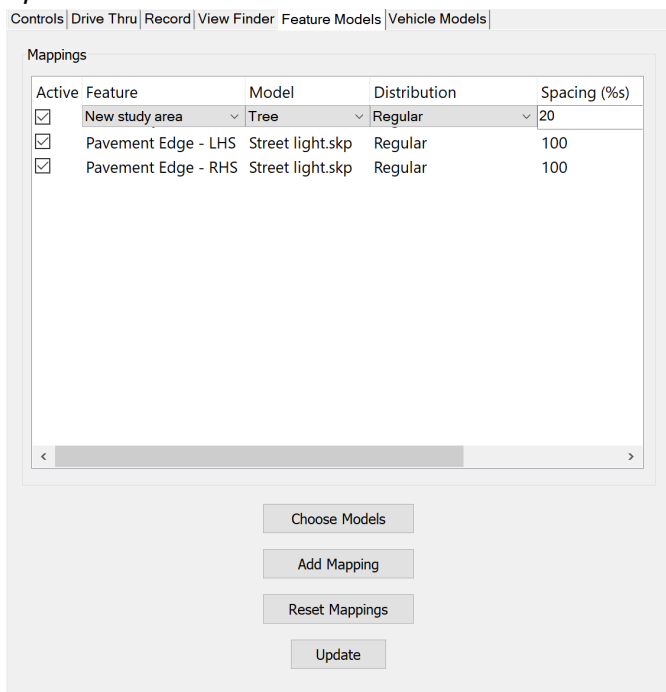 Controls Drive Thru Record View Finder Feature Models Vehicle Models
Mappings
Active Feature Model Distribution Spacing (%s)
New study area Tree Regular 20
Pavement Edge - LHS Street light.skp Regular 100
Pavement Edge - RHS Street light.skp Regular 100
Choose Models
Add Mapping
Reset Mappings
Update